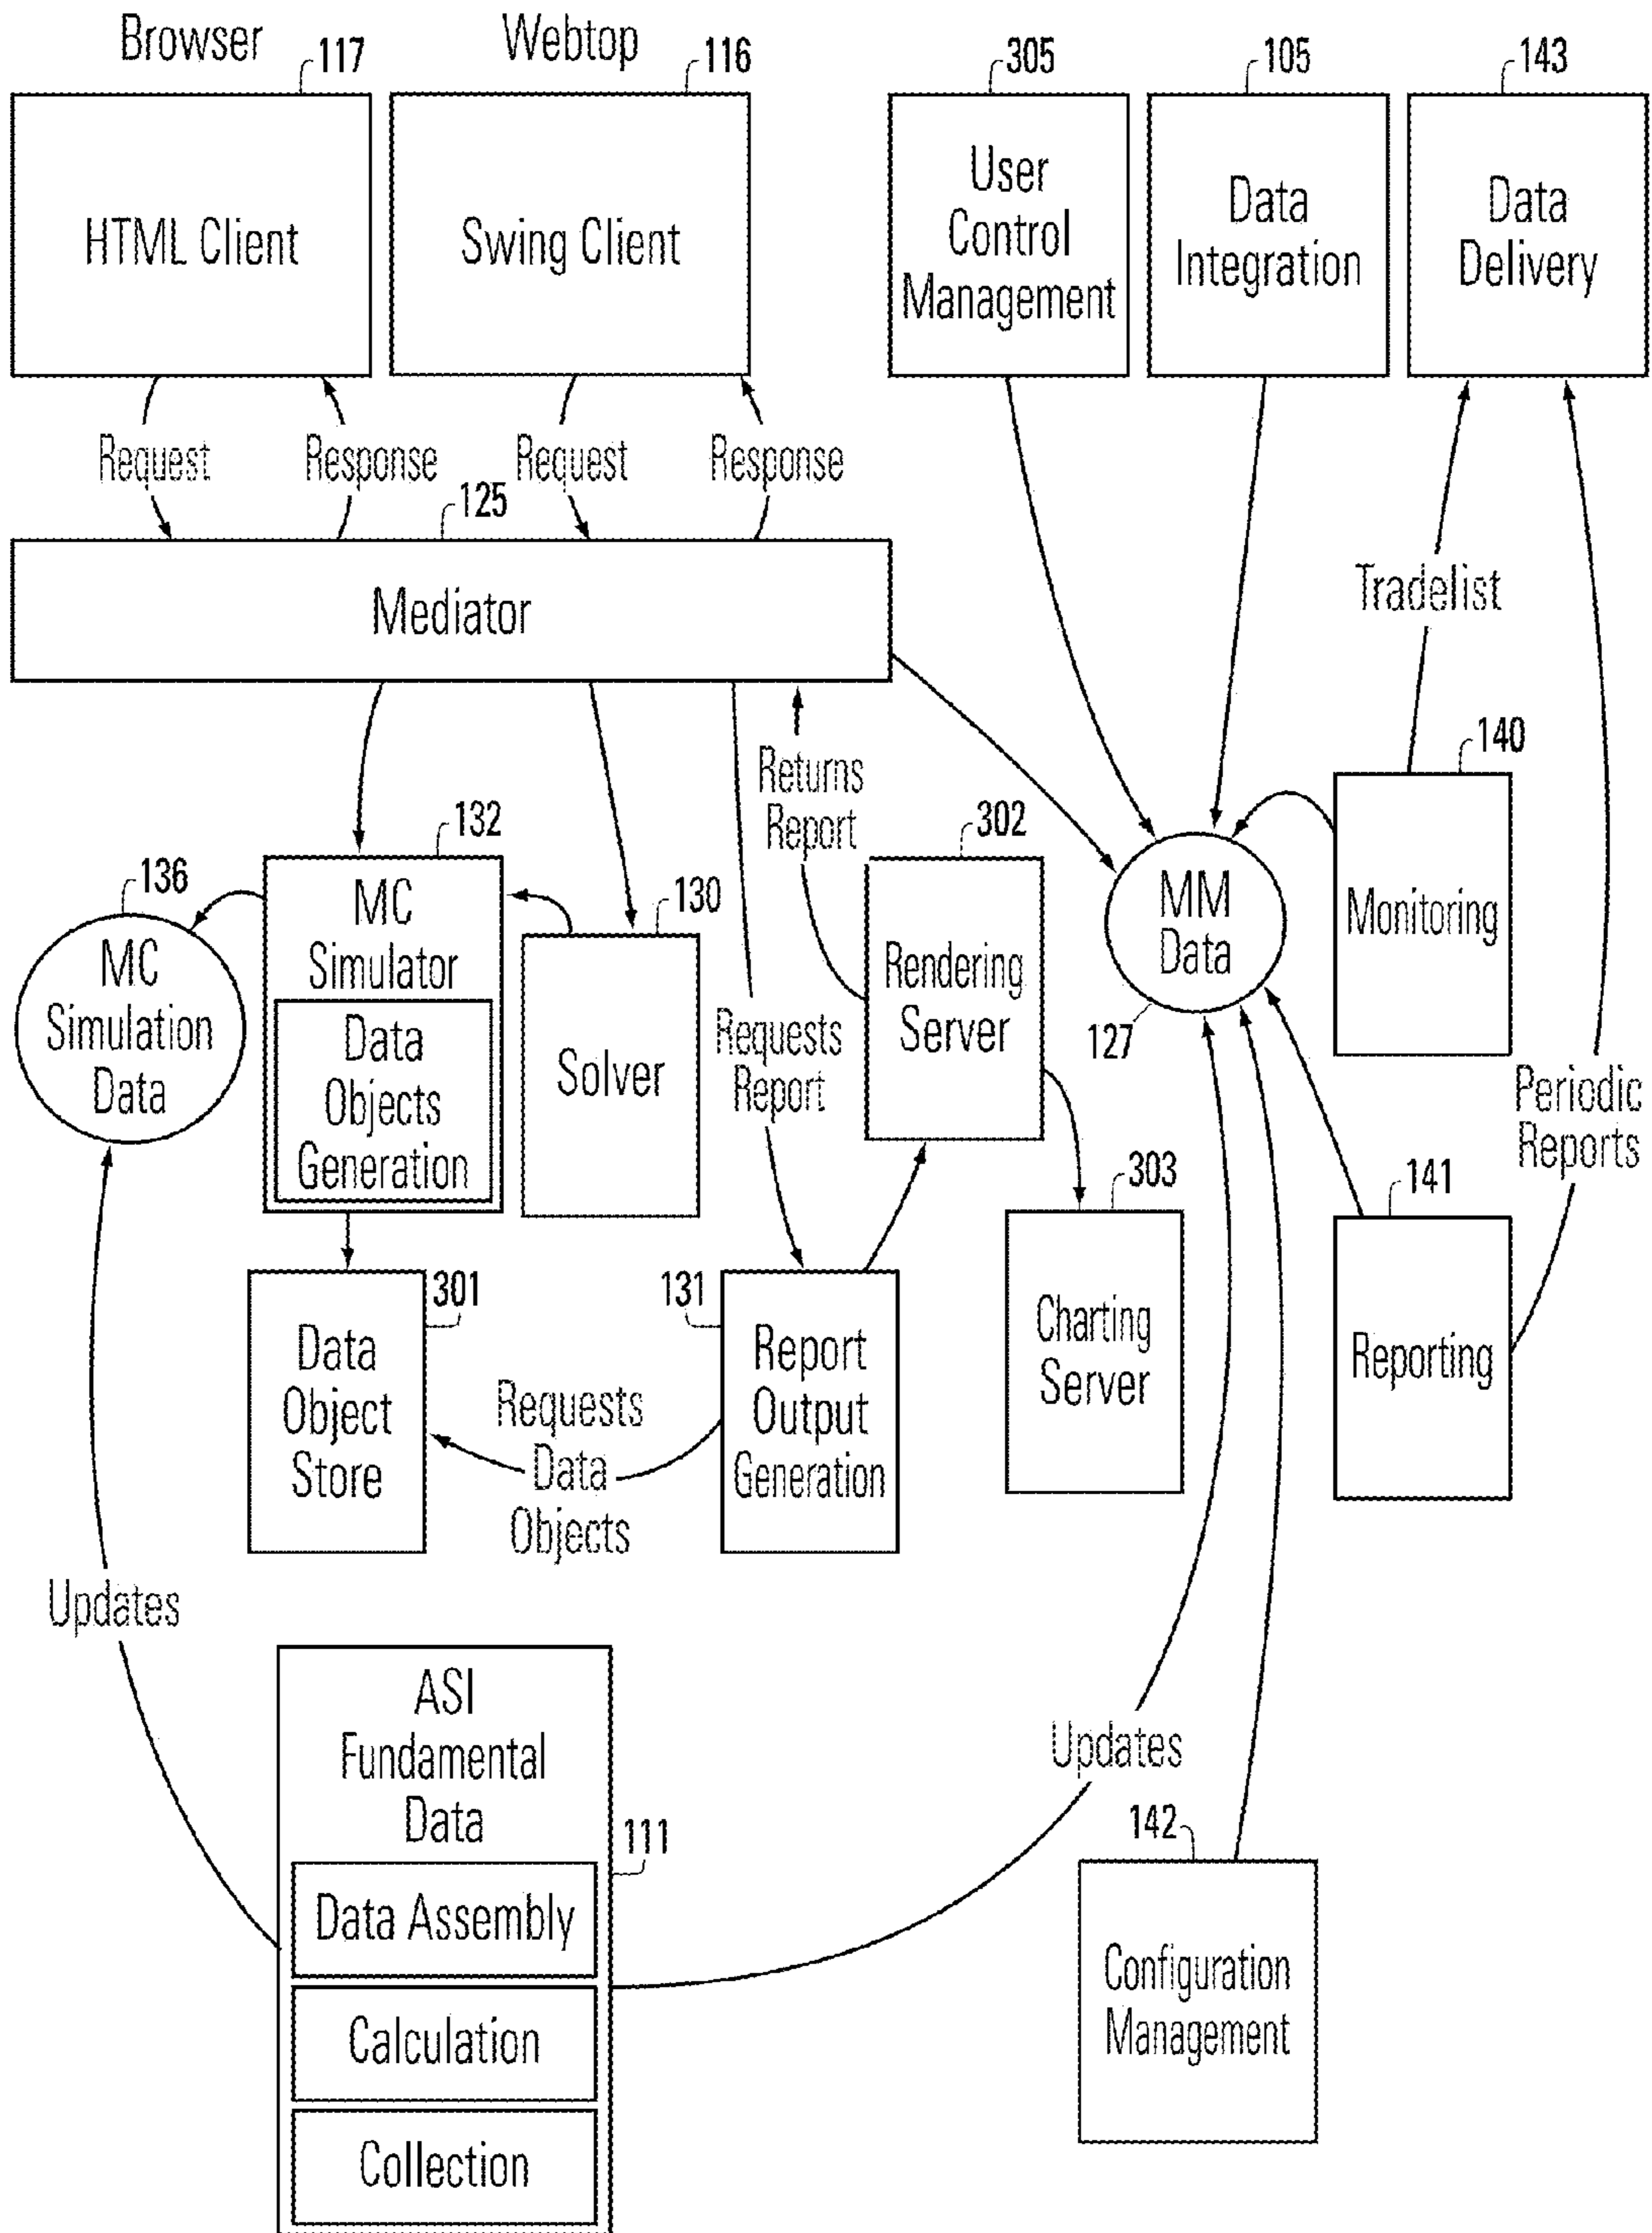 Browser
117
Webtop
116
305
105
143
HTML Client
Swing Client
User
Control
Management
Data
Integration
Data
Delivery
Request
Response
Request
Response
125
Mediator
Tradelist
140
Monitoring
Returns
Report
132
MC
Simulator
Data
Objects
Generation
136
MC
Simulation
Data
130
Solver
302
Rendering
Server
MM
Data
127
Requests
Report
Periodic
Reports
303
Charting
Server
141
Reporting
301
Data
Object
Store
131
Report
Output
Generation
Requests
Data
Objects
Updates
ASI
Fundamental
Data
111
Data Assembly
Calculation
Collection
Updates
142
Configuration
Management